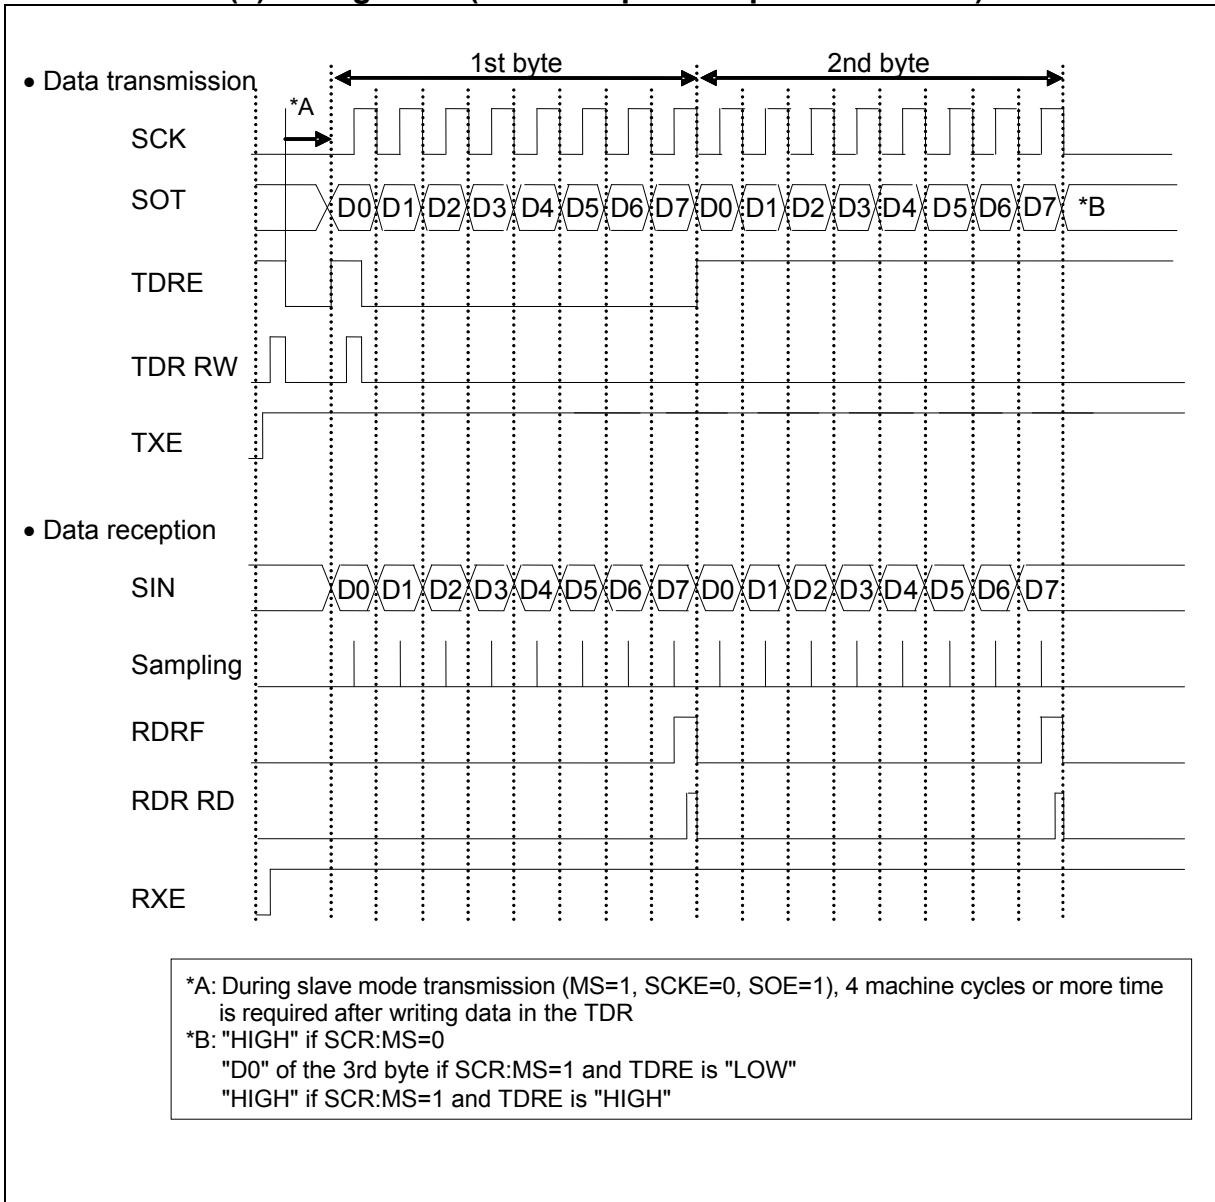 1st byte 2nd byte
• Data transmission
*A
SCK
SOT D0 D1 D2 D3 D4 D5 D6 D7 D0 D1 D2 D3 D4 D5 D6 D7 *B
TDRE
TDR RW
TXE
• Data reception
SIN D0 D1 D2 D3 D4 D5 D6 D7 D0 D1 D2 D3 D4 D5 D6 D7
Sampling
RDRF
RDR RD
RXE
*A: During slave mode transmission (MS=1, SCKE=0, SOE=1), 4 machine cycles or more time
is required after writing data in the TDR
*B: "HIGH" if SCR:MS=0
"D0" of the 3rd byte if SCR:MS=1 and TDRE is "LOW"
"HIGH" if SCR:MS=1 and TDRE is "HIGH"